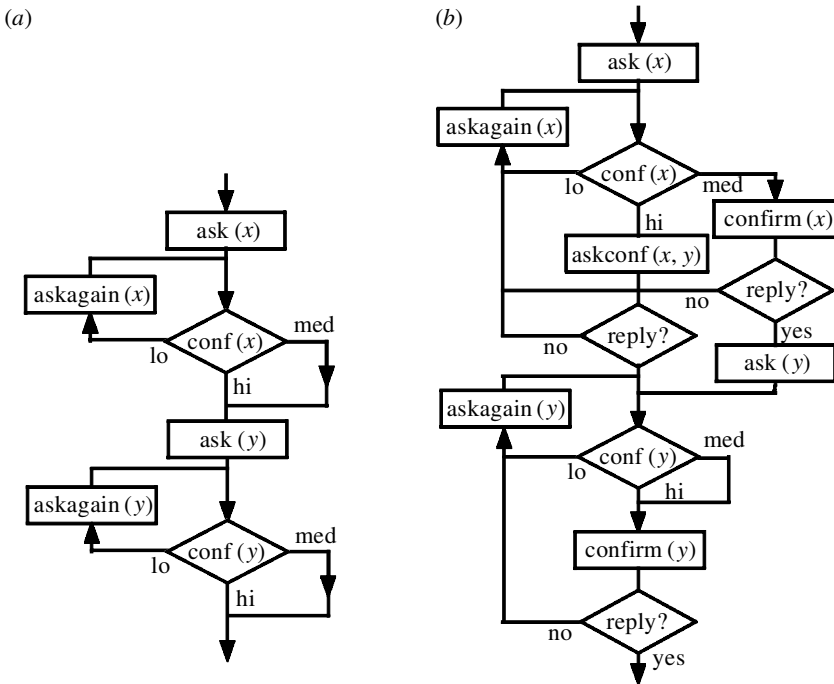 (a)
ask (x)
askagain (x)
conf (x)
med
lo
hi
ask (y)
askagain (y)
conf (y)
med
lo
hi
(b)
ask (x)
askagain (x)
conf (x)
lo
med
hi
confirm (x)
askconf (x, y)
reply?
no
yes
reply?
no
ask (y)
askagain (y)
conf (y)
med
lo
hi
confirm (y)
reply?
no
yes